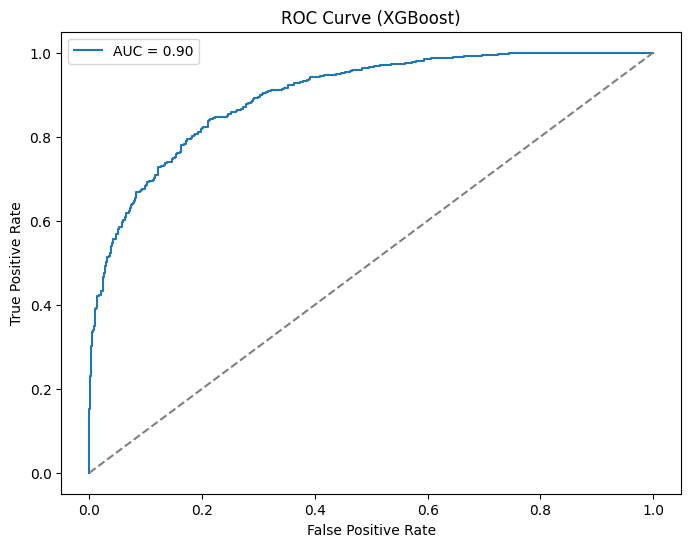 ROC Curve (XGBoost)
AUC = 0.90
True Positive Rate
1.0
0.8
0.6
0.4
0.2
0.0
0.0 0.2 0.4 0.6 0.8 1.0
False Positive Rate